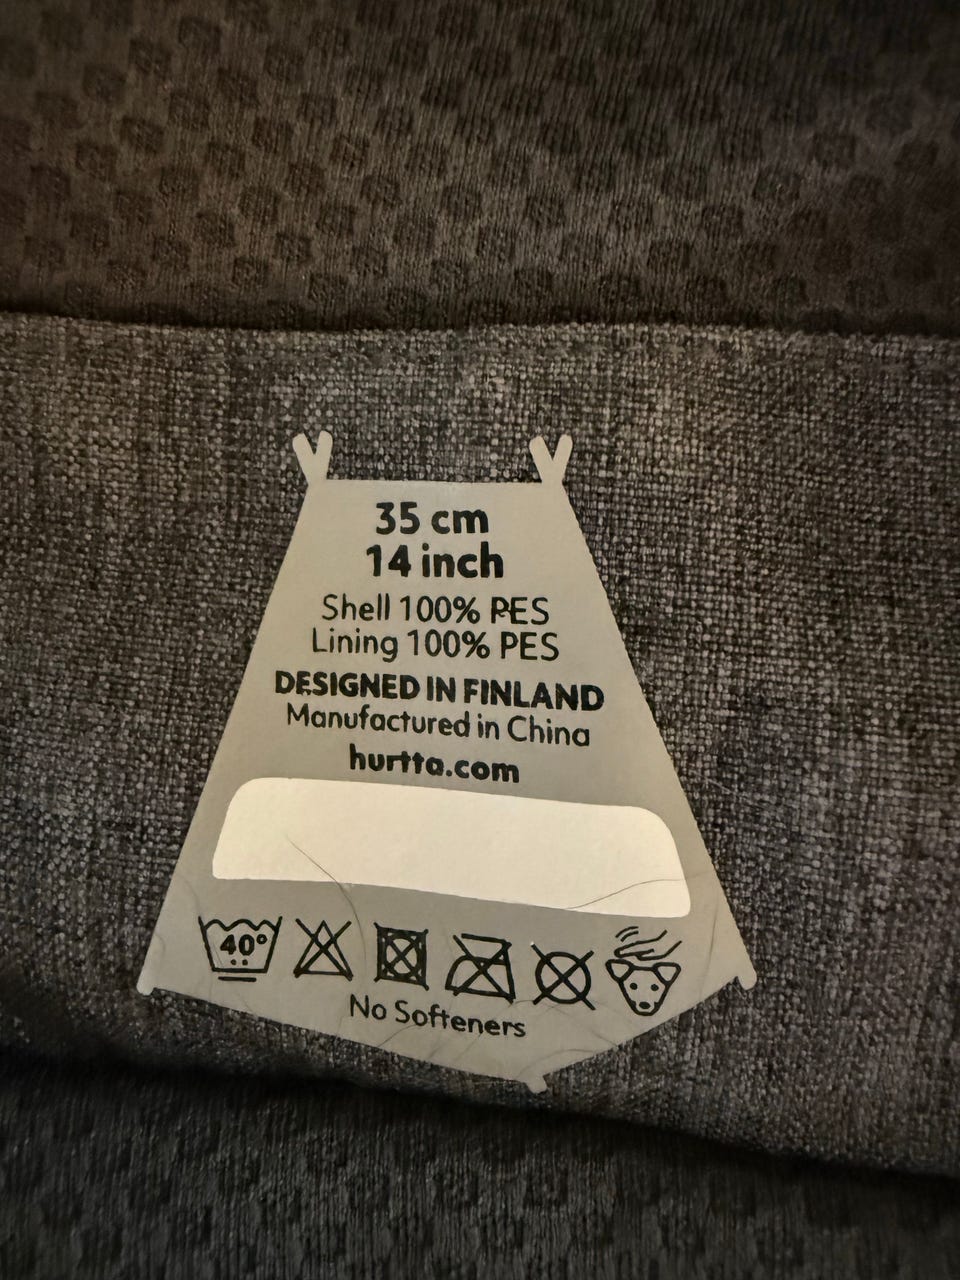 35 cm
14 inch
Shell 100% PES
Lining 100% PES
DESIGNED IN FINLAND
Manufactured in China
hurtta.com
40°
No Softeners